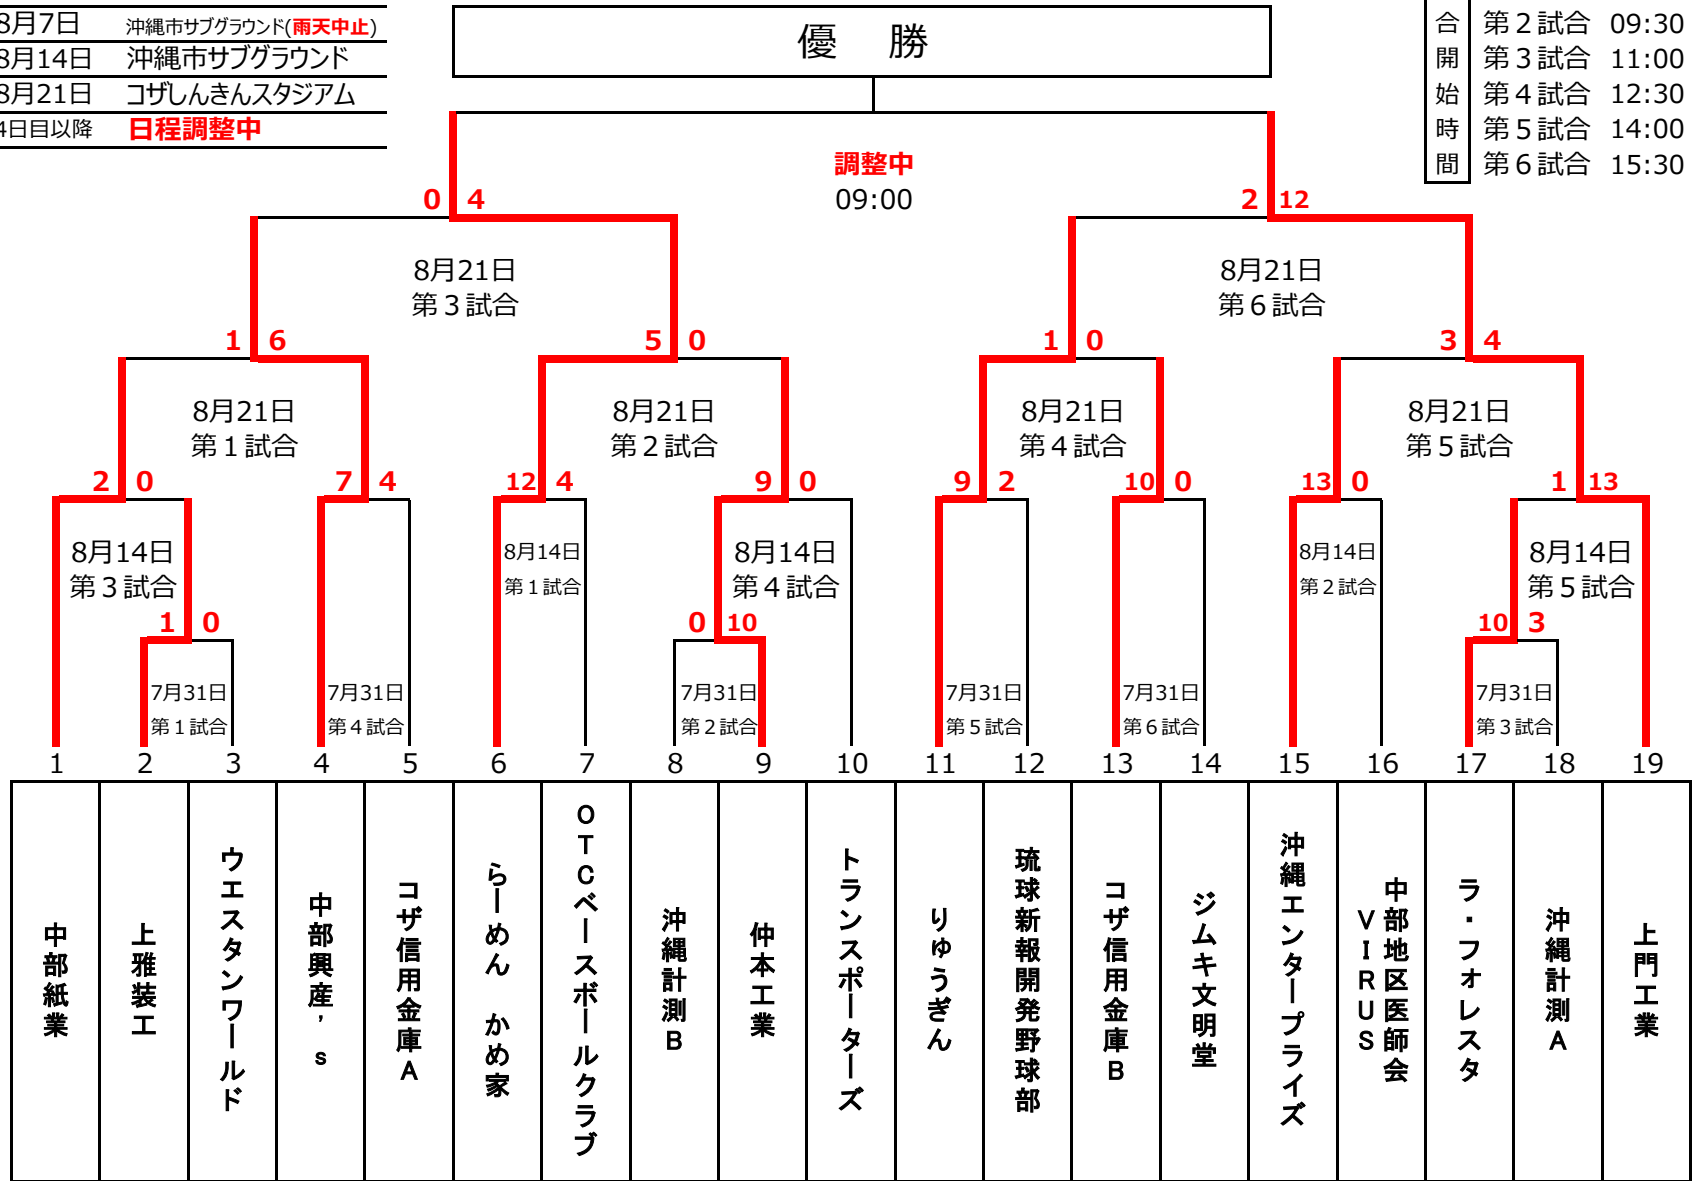 8月7日 沖縄市サブグラウンド(雨天中止)
8月14日 沖縄市サブグラウンド
8月21日 コザしんきんスタジアム
4日目以降 日程調整中
優 勝
合 第２試合 09:30
開 第３試合 11:00
始 第４試合 12:30
時 第５試合 14:00
間 第６試合 15:30
調整中
09:00
0 4
2 12
8月21日
第３試合
8月21日
第６試合
1 6
5 0
1 0
3 4
8月21日
第１試合
8月21日
第２試合
8月21日
第４試合
8月21日
第５試合
2 0
7 4
12 4
9 0
9 2
10 0
13 0
1 13
8月14日
第３試合
8月14日
第１試合
8月14日
第４試合
8月14日
第２試合
8月14日
第５試合
1 0
0 10
10 3
7月31日
第１試合
7月31日
第４試合
7月31日
第２試合
7月31日
第５試合
7月31日
第６試合
7月31日
第３試合
1 2 3 4 5 6 7 8 9 10 11 12 13 14 15 16 17 18 19
中部紙業
上雅装工
ウエスタンワールド
中部興産’s
コザ信用金庫Ａ
らーめん かめ家
ＯＴＣベースボールクラブ
沖縄計測Ｂ
仲本工業
トランスポーターズ
りゅうぎん
琉球新報開発野球部
コザ信用金庫Ｂ
ジムキ文明堂
沖縄エンタープライズ
中部地区医師会
ＶＩＲＵＳ
ラ・フォレスタ
沖縄計測Ａ
上門工業